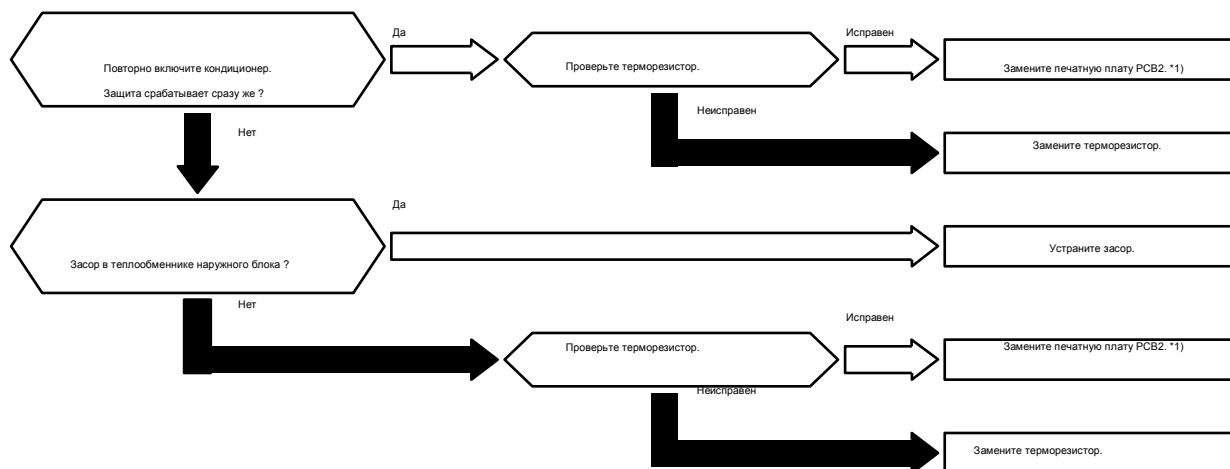 Да
Исправен
Повторно включите кондиционер.
Защита срабатывает сразу же ?
Проверьте терморезистор.
Замените печатную плату PCB2. *1)
Неисправен
Нет
Замените терморезистор.
Да
Засор в теплообменнике наружного блока ?
Устраните засор.
Нет
Исправен
Проверьте терморезистор.
Замените печатную плату PCB2. *1)
Неисправен
Замените терморезистор.